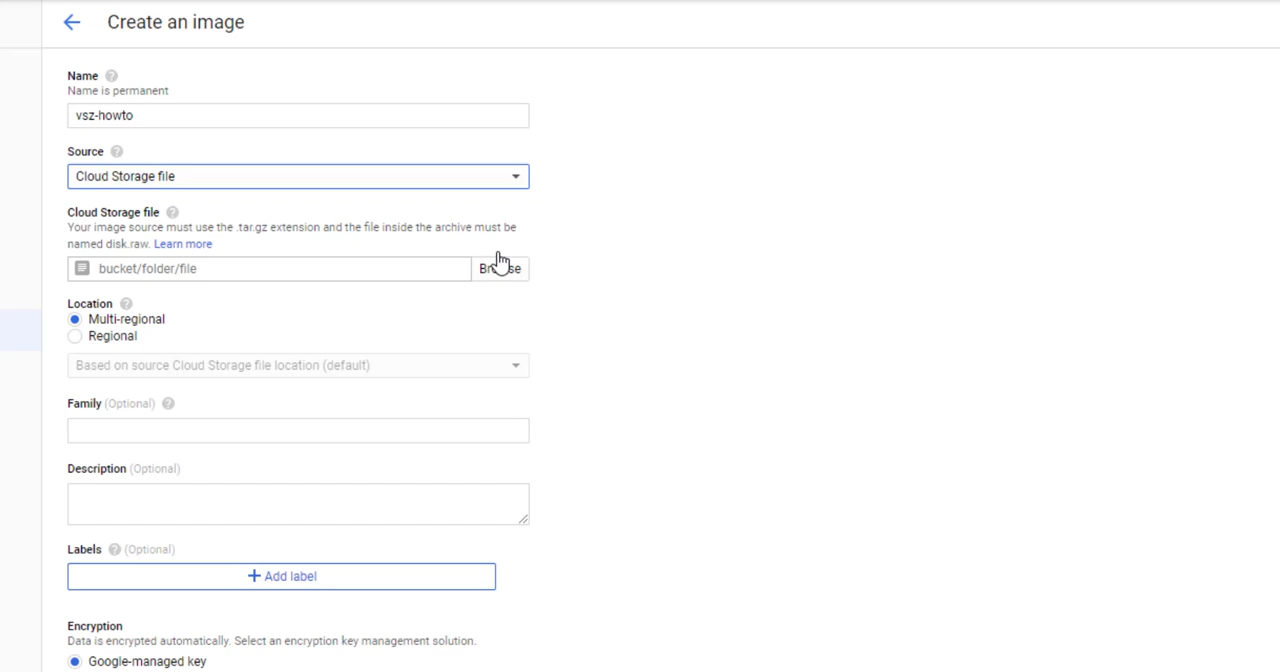 Create an image
Name
Name is permanent
vsz-howto
Source
Cloud Storage file
Cloud Storage file
Your image source must use the .tar.gz extension and the file inside the archive must be
named disk.raw. Learn more
bucket/folder/file
Location
Multi-regional
Regional
Based on source Cloud Storage file location (default)
Family (Optional)
Description (Optional)
Labels (Optional)
+ Add label
Encryption
Data is encrypted automatically. Select an encryption key management solution.
Google-managed key